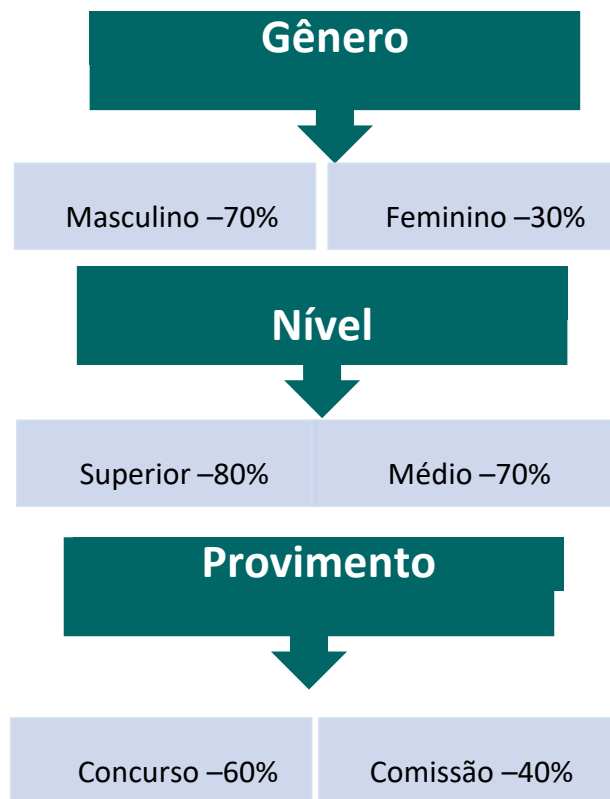 Gênero
Masculino –70%
Feminino –30%
Nível
Superior –80%
Médio –70%
Provimento
Concurso –60%
Comissão –40%